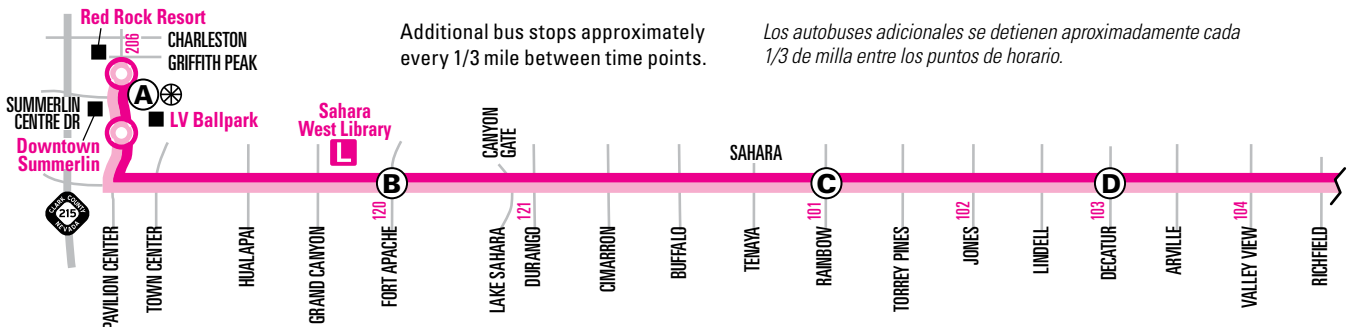 Red Rock Resort
206
CHARLESTON
GRIFFITH PEAK
Additional bus stops approximately
every 1/3 mile between time points.
Los autobuses adicionales se detienen aproximadamente cada
1/3 de milla entre los puntos de horario.
A
SUMMERLIN
CENTRE DR
LV Ballpark
Downtown
Summerlin
Sahara
West Library
L
CANYON
GATE
SAHARA
B
C
D
CLARK COUNTY
215
NEVADA
120
121
101
102
103
104
PAVILION CENTER
TOWN CENTER
HUALAPAI
GRAND CANYON
FORT APACHE
LAKE SAHARA
DURANGO
CIMARRON
BUFFALO
TENAYA
RAINBOW
TORREY PINES
JONES
LINDELL
DECATUR
ARVILLE
VALLEY VIEW
RICHFIELD